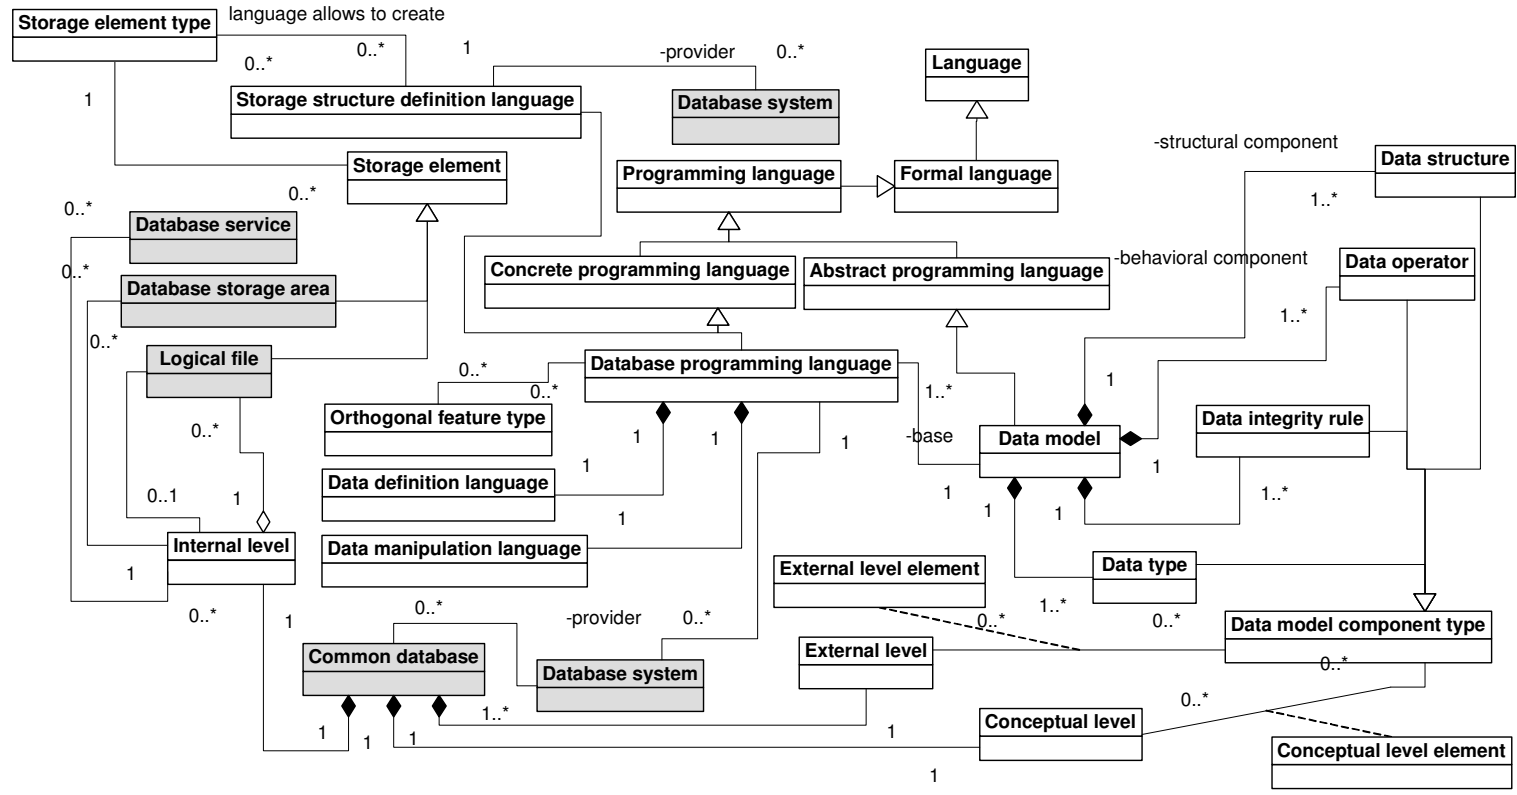 language allows to create
Storage element type
0..*
1
-provider
0..*
0..*
Language
1
Storage structure definition language
Database system
-structural component
Storage element
Programming language
Formal language
Data structure
0..*
0..*
1..*
Database service
-behavioral component
Data operator
0..*
Concrete programming language
Abstract programming language
Database storage area
1..*
0..*
Logical file
Database programming language
0..*
0..*
1..*
1
Orthogonal feature type
Data integrity rule
0..*
1
1
1
-base
Data model
1
1
Data definition language
0..1
1
1
1..*
1
1
1
Internal level
Data manipulation language
1
External level element
Data type
0..*
1
0..*
-provider
0..*
1..*
0..*
0..*
Data model component type
Common database
External level
0..*
Database system
0..*
1..*
Conceptual level
1
1
1
1
Conceptual level element
1